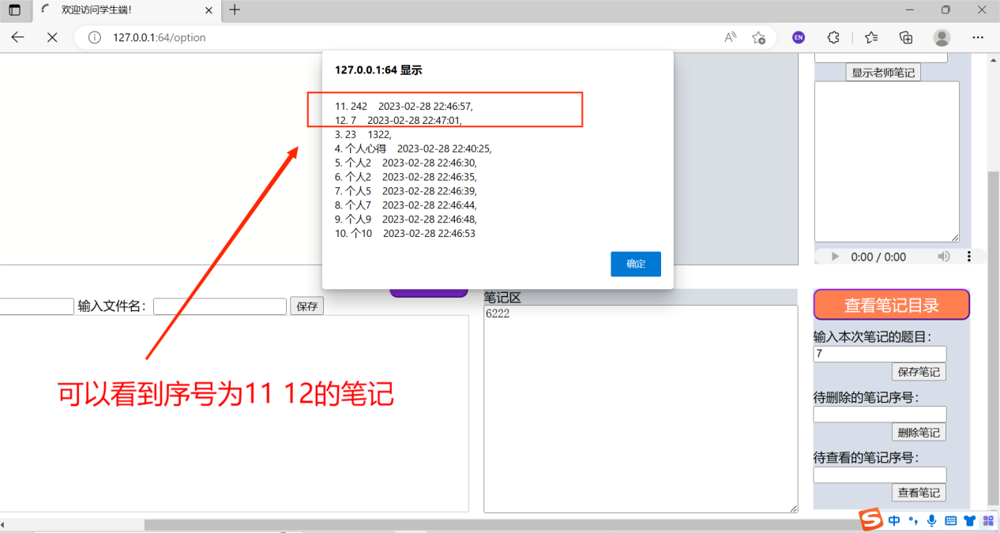 欢迎访问学生端!
127.0.0.1:64/option
EN
127.0.0.1:64 显示
11. 242 2023-02-28 22:46:57,
12. 7 2023-02-28 22:47:01,
3. 23 1322,
4. 个人心得 2023-02-28 22:40:25,
5. 个人2 2023-02-28 22:46:30,
6. 个人2 2023-02-28 22:46:35,
7. 个人5 2023-02-28 22:46:39,
8. 个人7 2023-02-28 22:46:44,
9. 个人9 2023-02-28 22:46:48,
10. 个10 2023-02-28 22:46:53
确定
显示老师笔记
0:00 / 0:00
输入文件名:
保存
可以看到序号为11 12的笔记
笔记区
6222
查看笔记目录
输入本次笔记的题目:
7
保存笔记
待删除的笔记序号:
删除笔记
待查看的笔记序号:
查看笔记
S 中